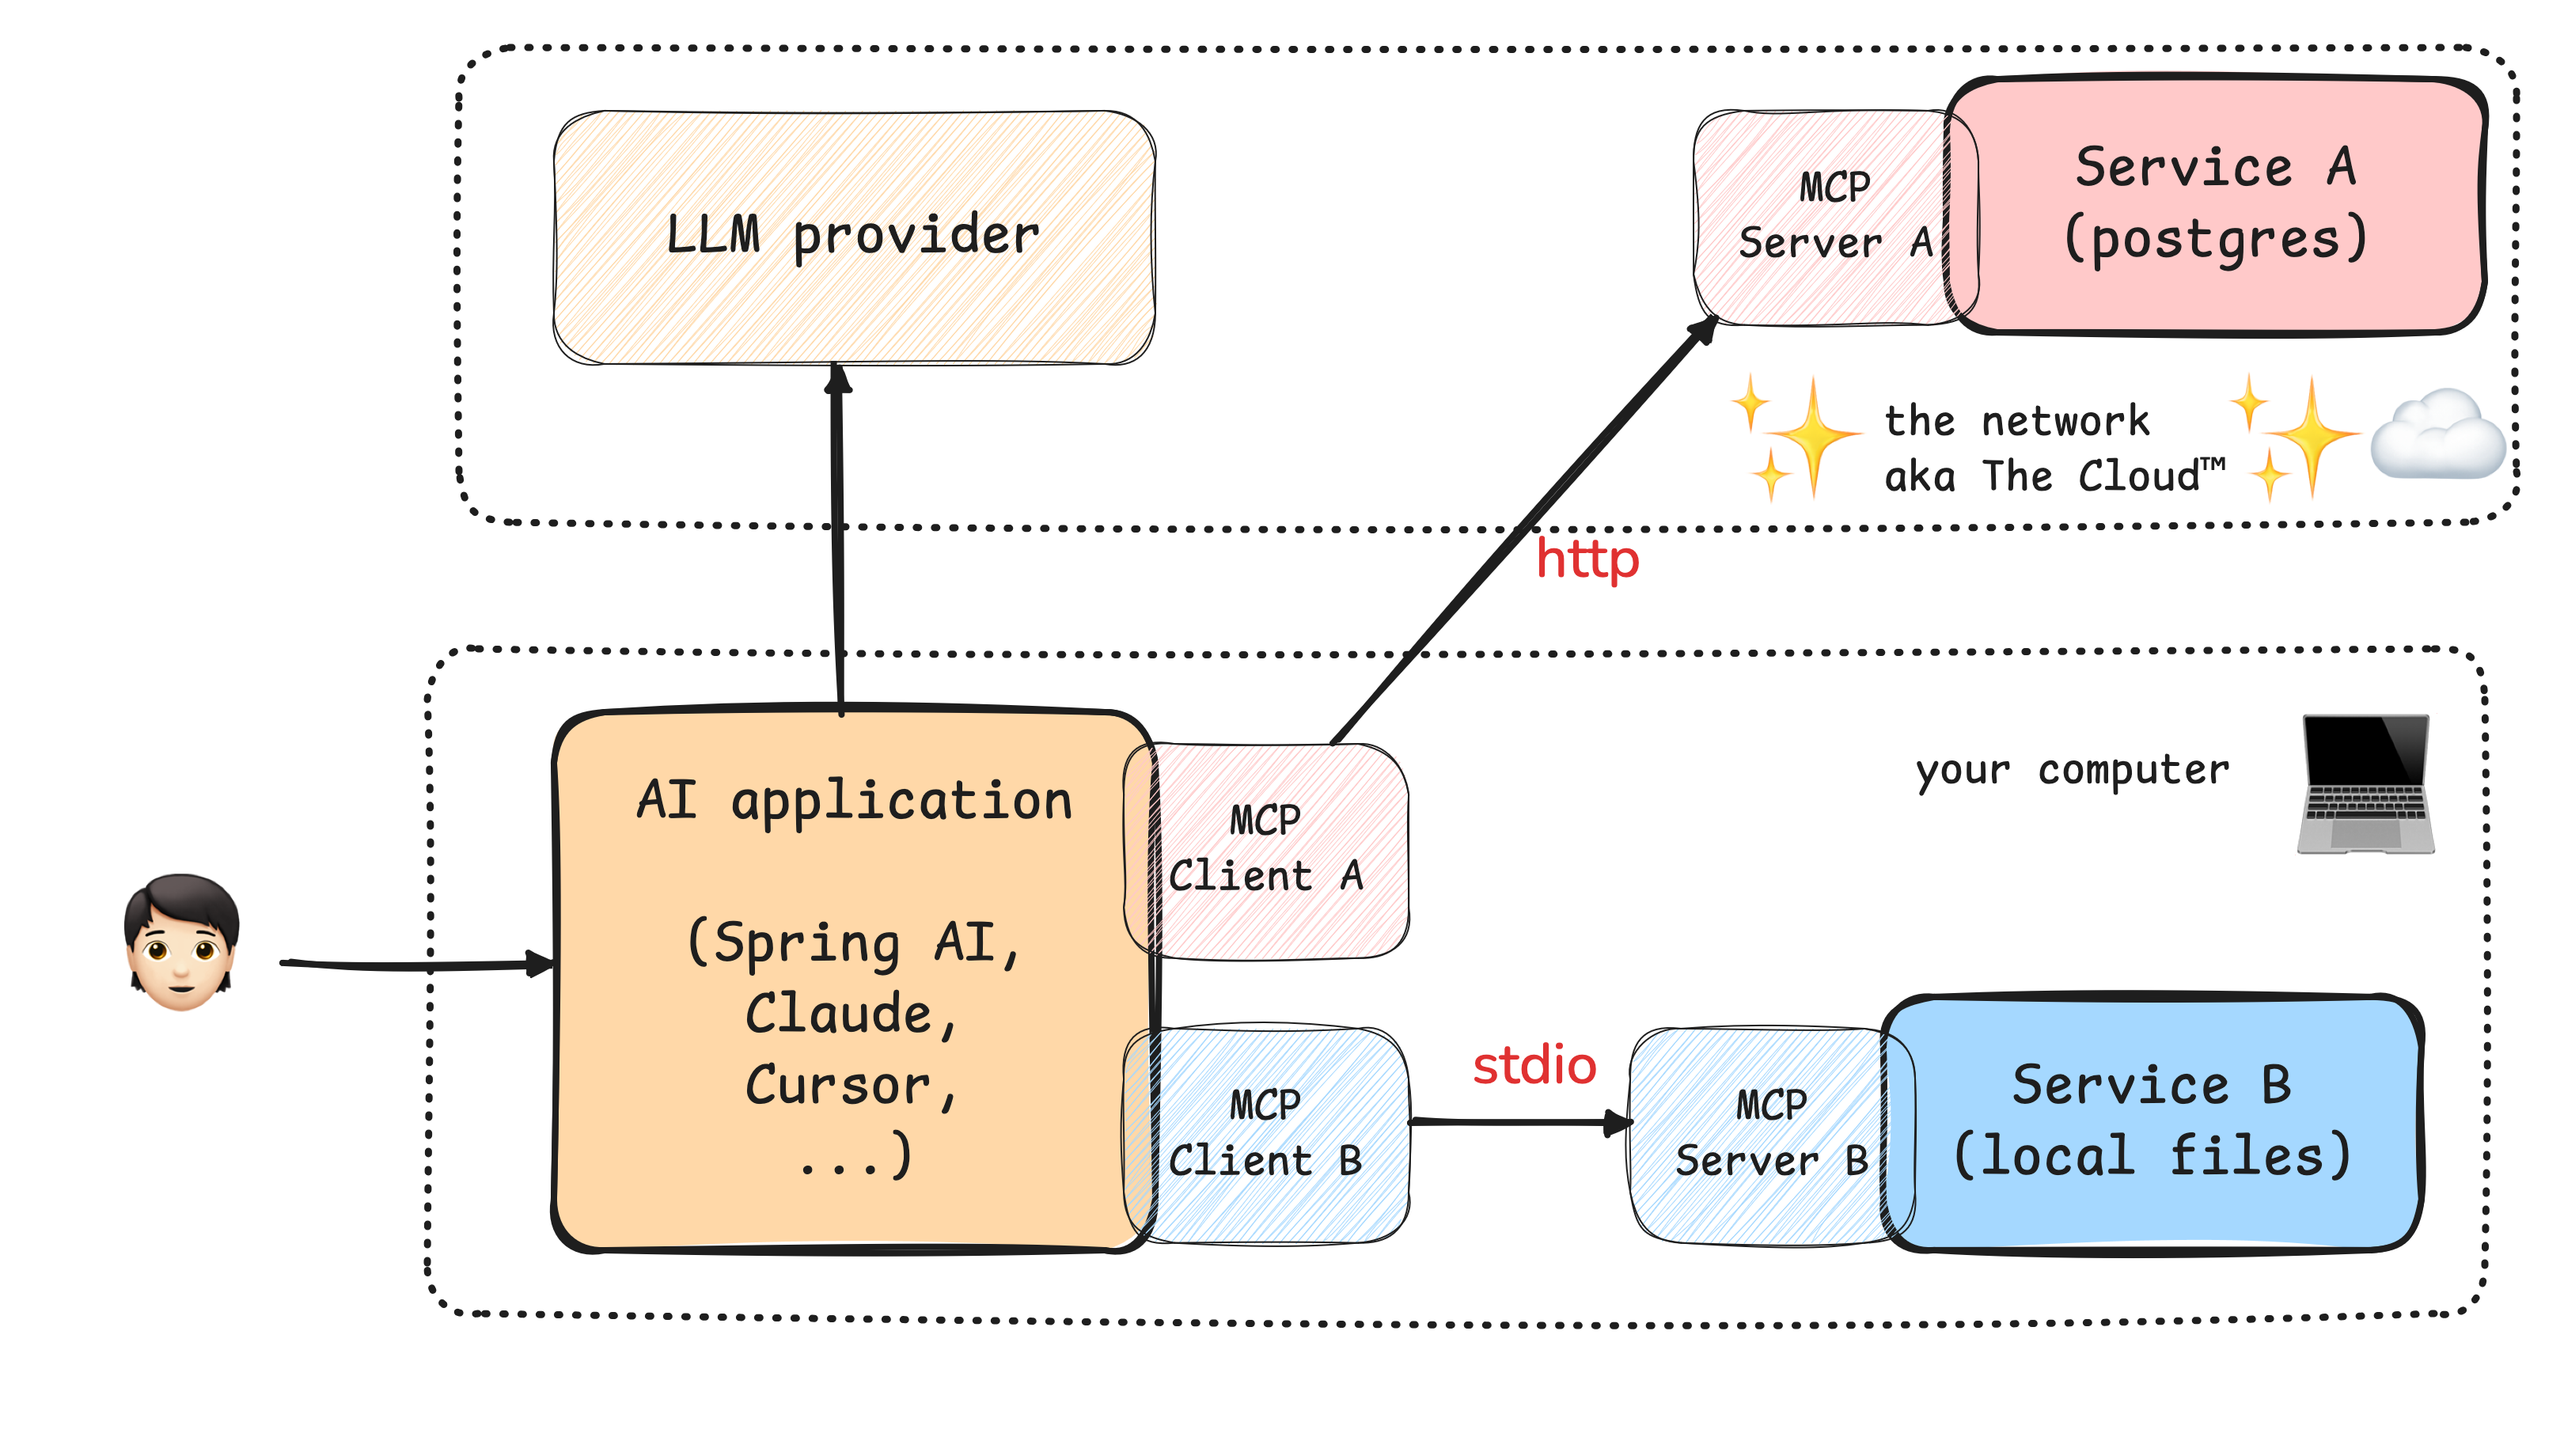 LLM provider
MCP
Server A
Service A
(postgres)
the network
aka The Cloud™
http
AI application
(Spring AI,
Claude,
Cursor,
...)
MCP
Client A
your computer
MCP
Client B
stdio
MCP
Server B
Service B
(local files)